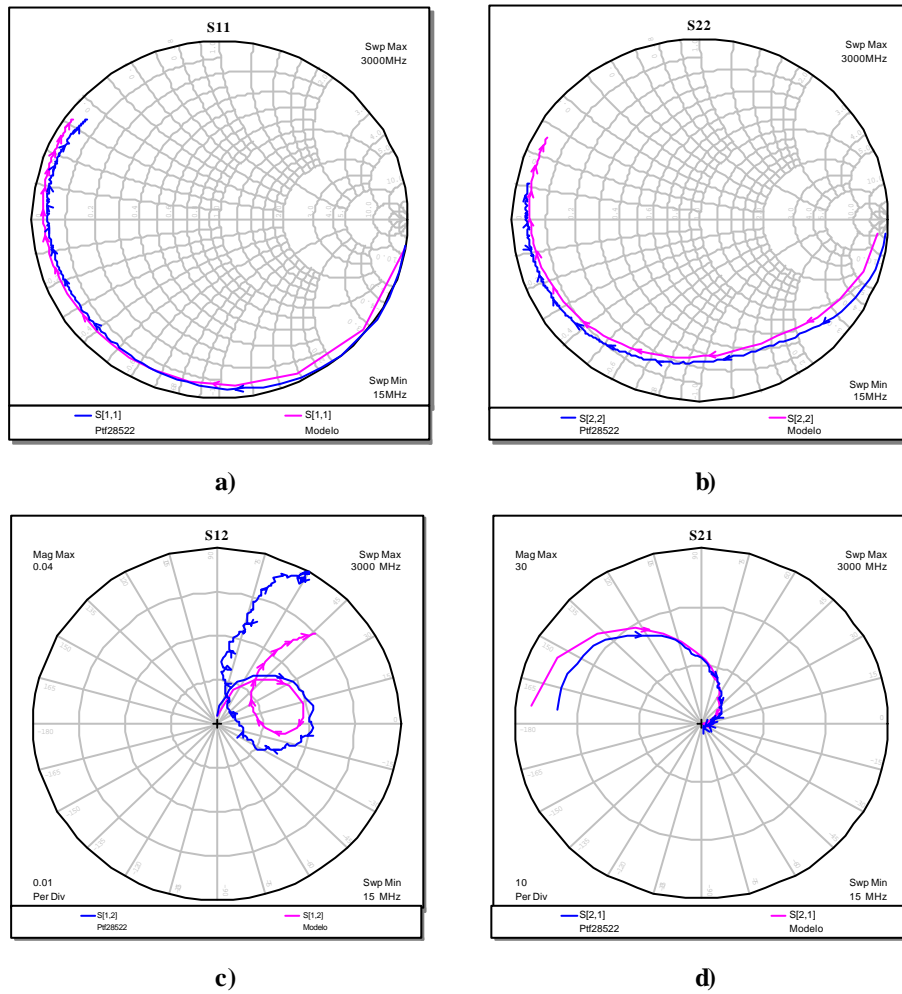 S11
Swp Max
3000MHz
Swp Min
15MHz
S[1,1]
Ptf28522
S[1,1]
Modelo
a)
S22
Swp Max
3000MHz
Swp Min
15MHz
S[2,2]
Ptf28522
S[2,2]
Modelo
b)
S12
Mag Max
0.04
Swp Max
3000 MHz
0.01
Per Div
Swp Min
15 MHz
S[1,2]
Ptf28522
S[1,2]
Modelo
c)
S21
Mag Max
30
Swp Max
3000 MHz
10
Per Div
Swp Min
15 MHz
S[2,1]
Ptf28522
S[2,1]
Modelo
d)